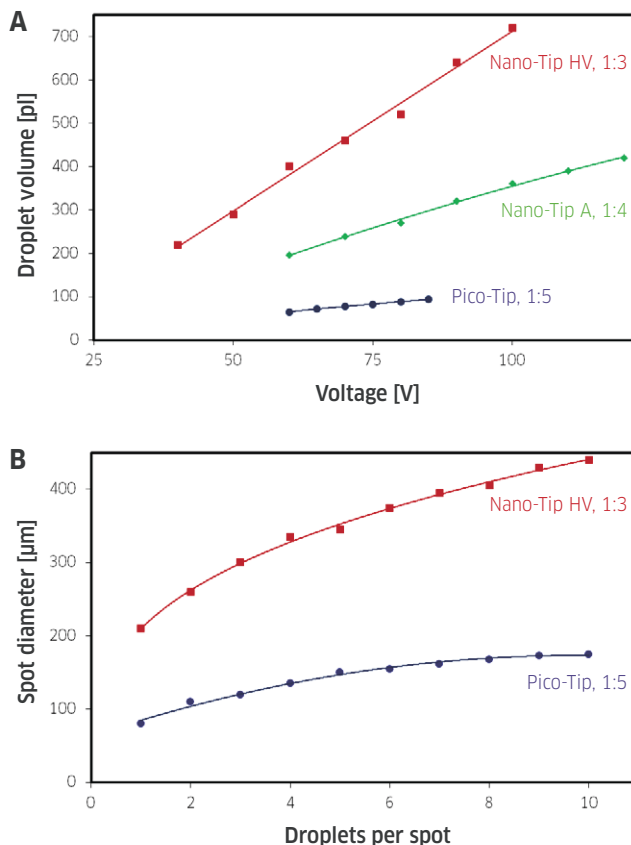 A
700
600
500
400
300
200
100
0
Droplet volume [pl]
Nano-Tip HV, 1:3
Nano-Tip A, 1:4
Pico-Tip, 1:5
25
50
75
100
Voltage [V]
B
400
300
200
100
0
Spot diameter [µm]
Nano-Tip HV, 1:3
Pico-Tip, 1:5
0
2
4
6
8
10
Droplets per spot